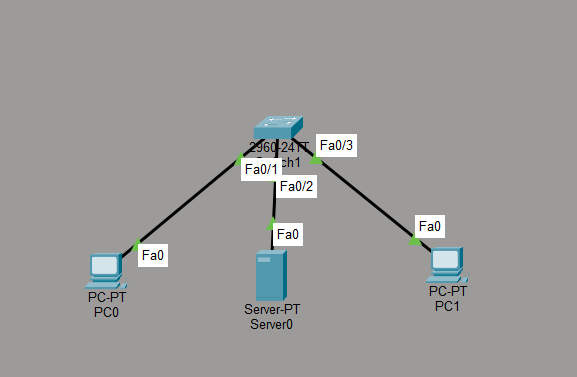 Fa0/3
2960-24TT
Fa0/1
Fa0/2
Fa0
Fa0
Fa0
PC-PT
PC0
Server-PT
Server0
PC-PT
PC1